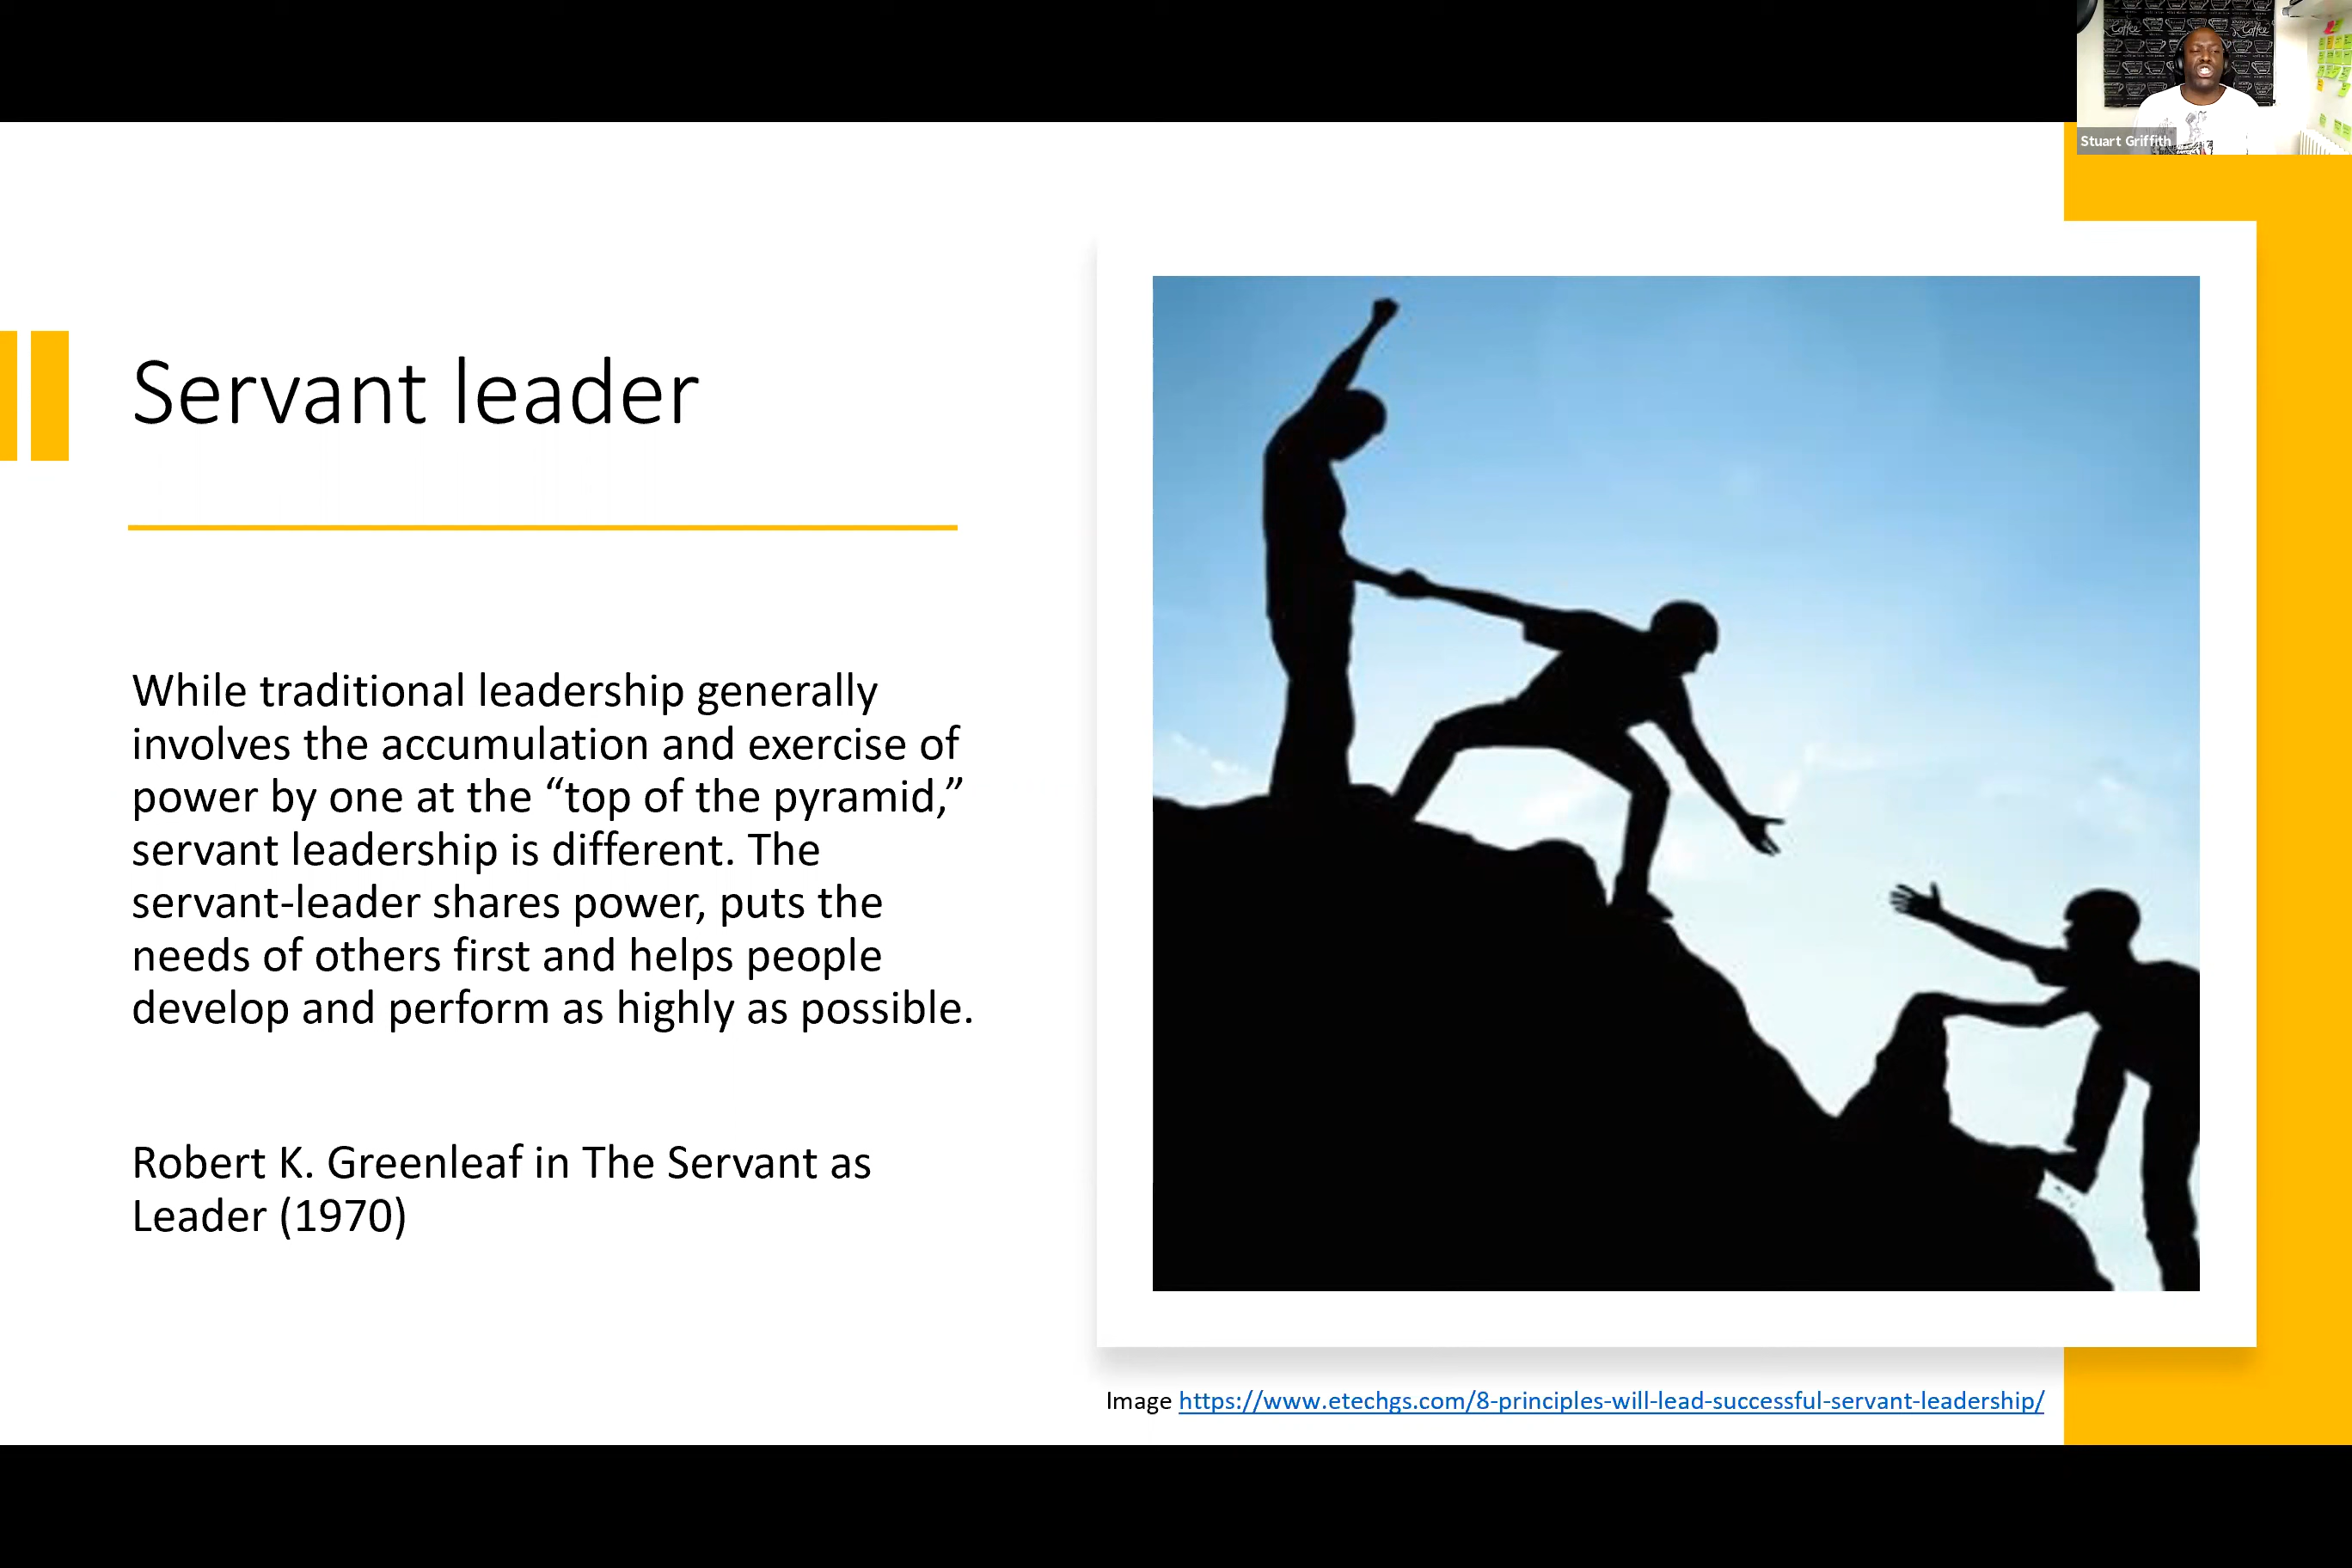 Stuart Griffith
Servant leader
While traditional leadership generally
involves the accumulation and exercise of
power by one at the “top of the pyramid,”
servant leadership is different. The
servant-leader shares power, puts the
needs of others first and helps people
develop and perform as highly as possible.
Robert K. Greenleaf in The Servant as
Leader (1970)
Image https://www.etechgs.com/8-principles-will-lead-successful-servant-leadership/
Coffee
Coffee